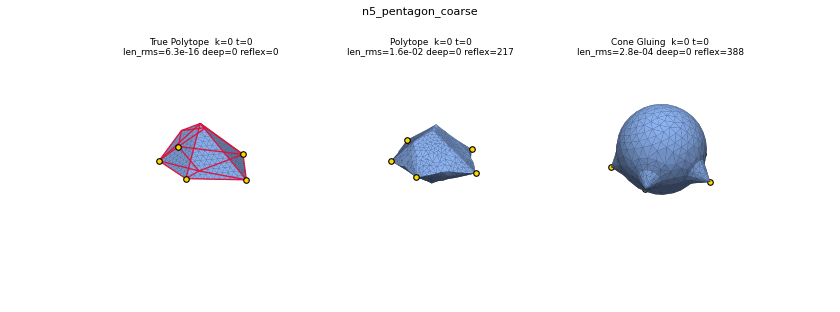 n5_pentagon_coarse
True Polytope k=0 t=0
len_rms=6.3e-16 deep=0 reflex=0
Polytope k=0 t=0
len_rms=1.6e-02 deep=0 reflex=217
Cone Gluing k=0 t=0
len_rms=2.8e-04 deep=0 reflex=388